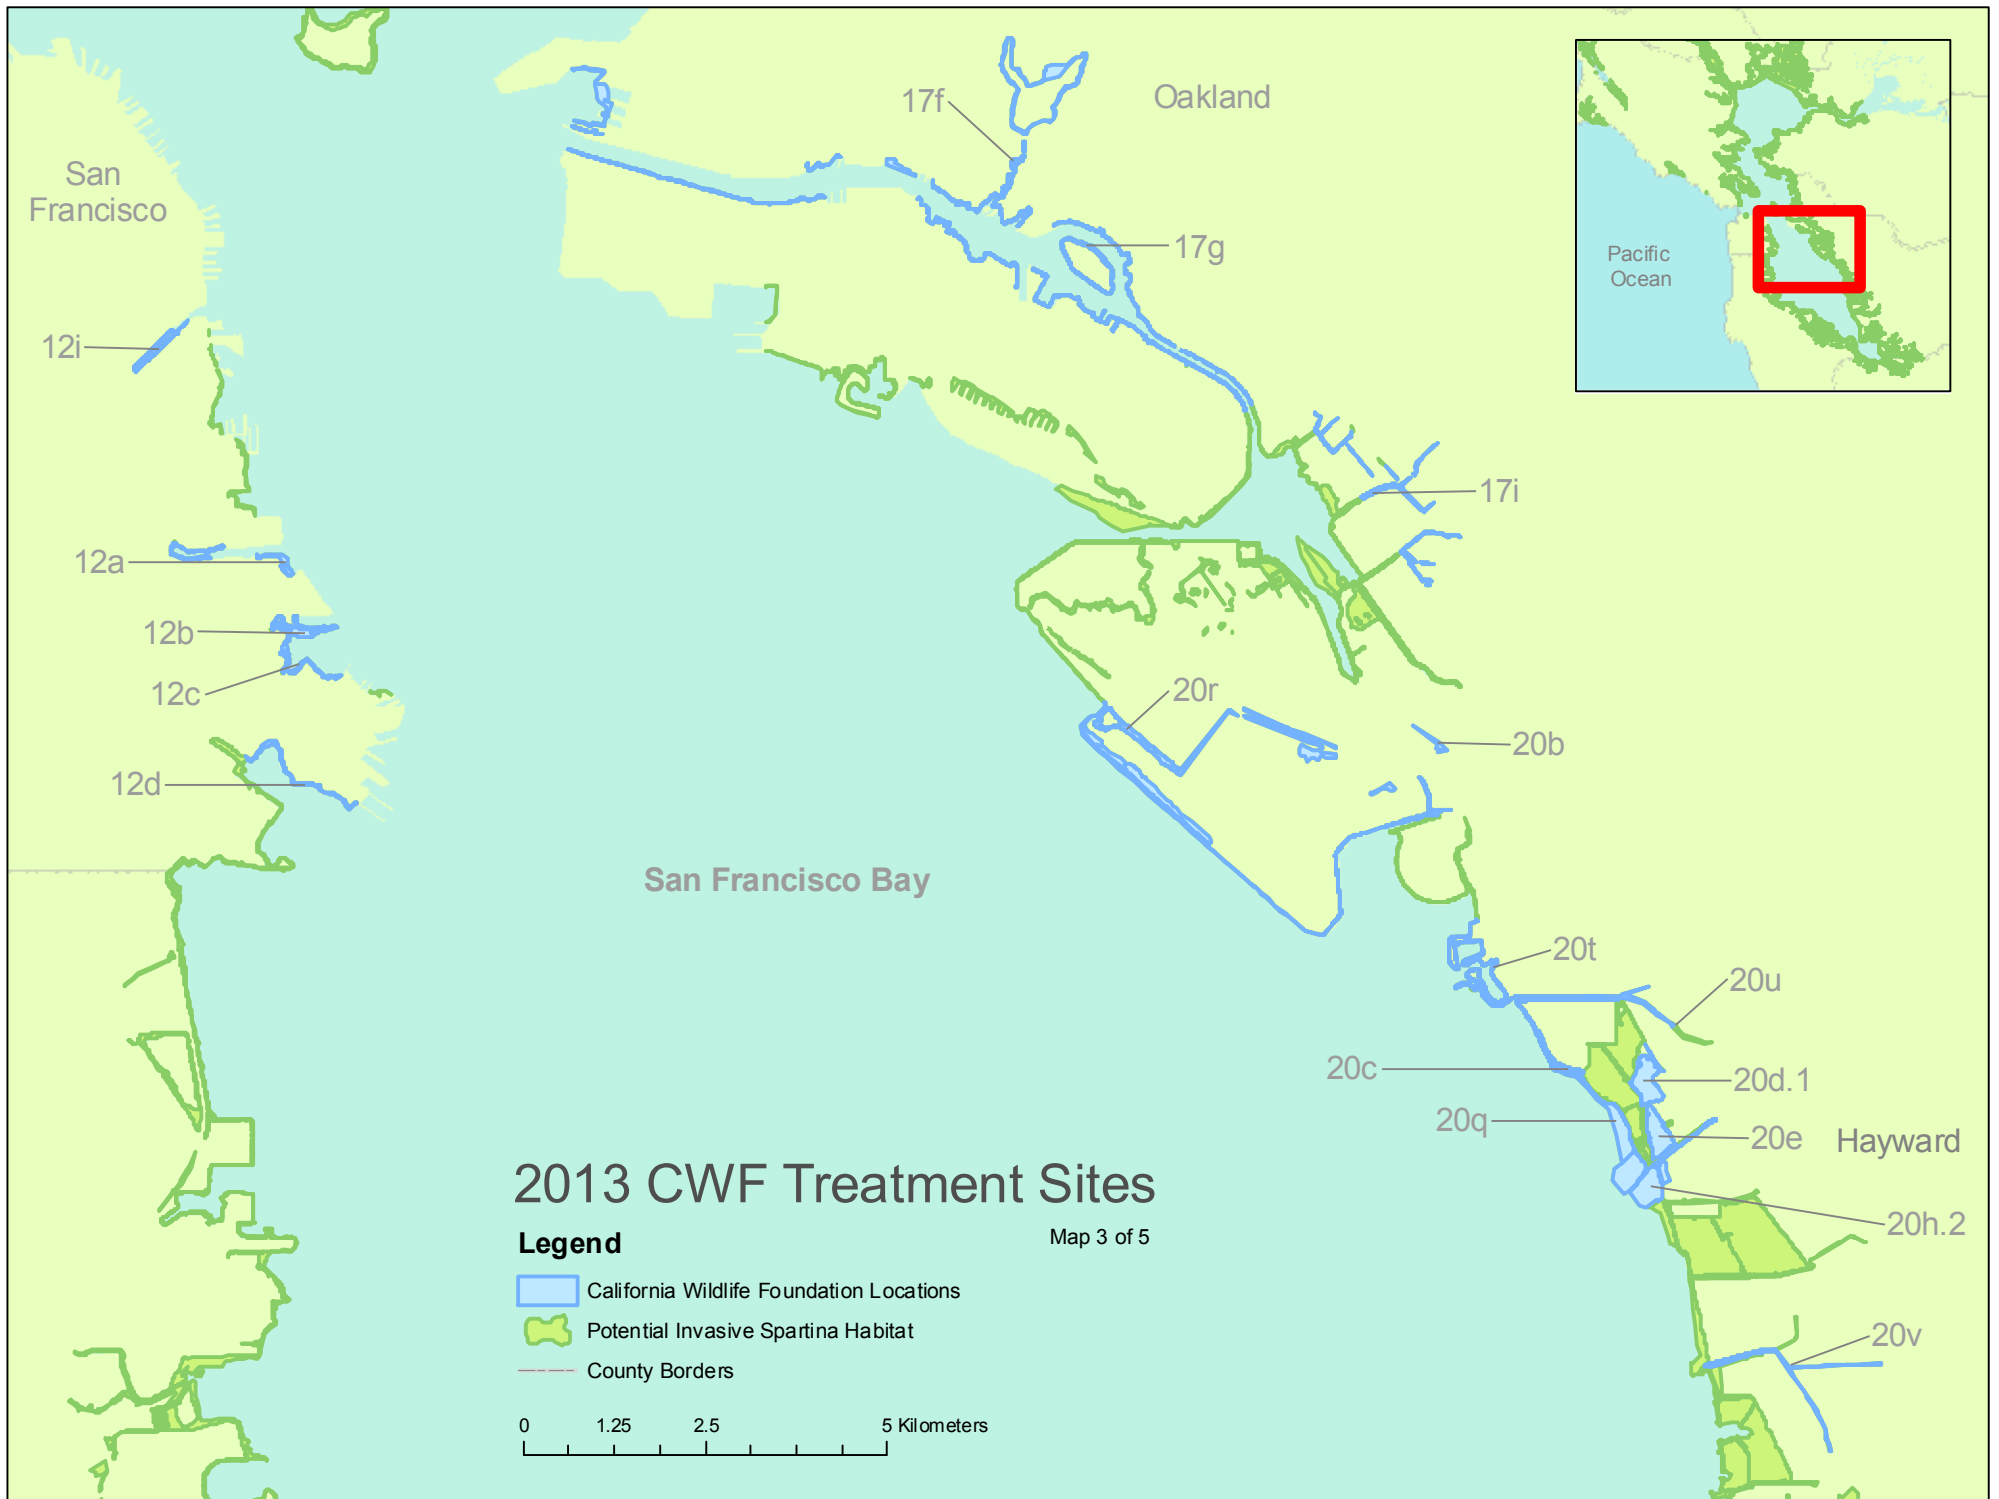 Oakland
17f
San
Francisco
17g
Pacific
Ocean
12i
17i
12a
12b
12c
20r
20b
12d
San Francisco Bay
20t
20u
20c
20d.1
20q
20e
Hayward
2013 CWF Treatment Sites
20h.2
Map 3 of 5
Legend
California Wildlife Foundation Locations
Potential Invasive Spartina Habitat
20v
County Borders
0 1.25 2.5 5 Kilometers